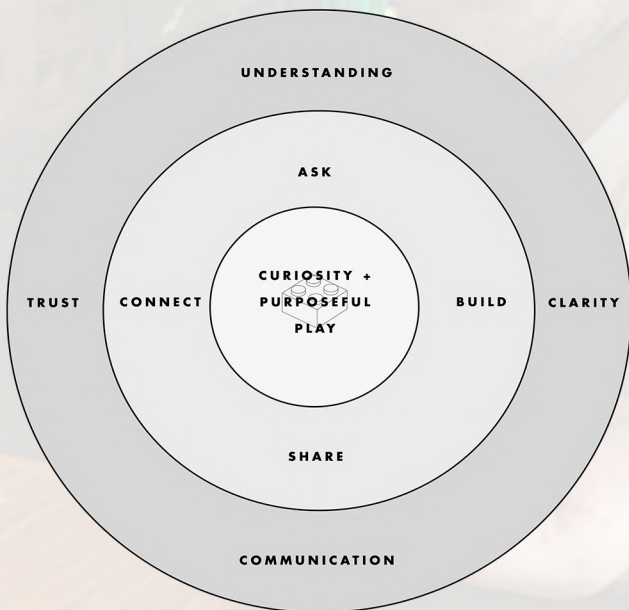 UNDERSTANDING
ASK
CURIOSITY +
TRUST
CONNECT
PURPOSEFUL
BUILD
CLARITY
PLAY
SHARE
COMMUNICATION